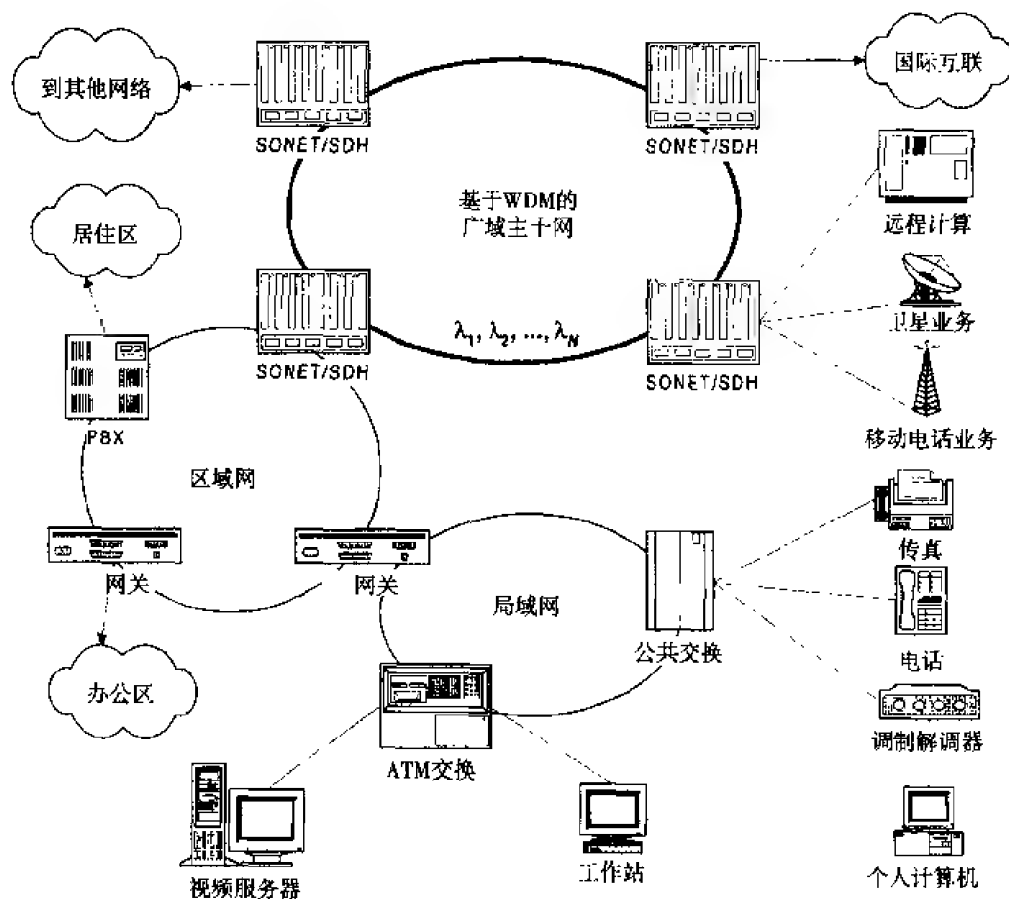 到其他网络
国际互联
SONET/SDH
SONET/SDH
基于WDM的
广域主十网
远程计算
居住区
卫星业务
λ1, λ2, ..., λN
SONET/SDH
SONET/SDH
PBX
移动电话业务
区域网
传真
网关
网关
局域网
公共交换
电话
办公区
调制解调器
ATM交换
视频服务器
工作站
个人计算机